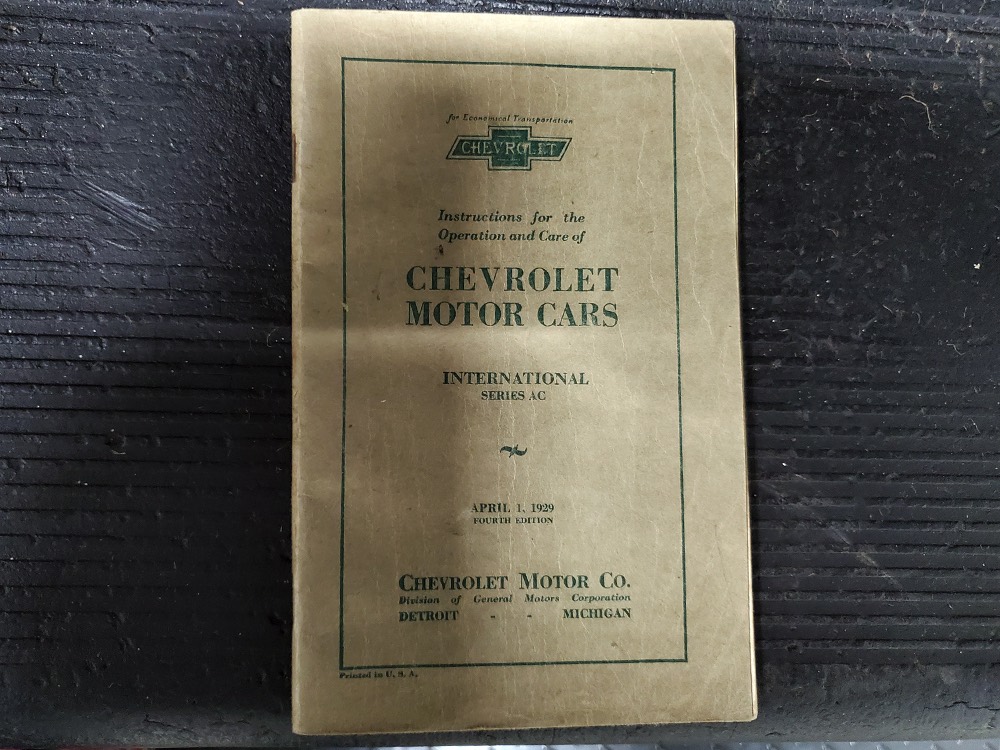 for Economical Transportation
CHEVROLET
Instructions for the
Operation and Care of
CHEVROLET
MOTOR CARS
INTERNATIONAL
SERIES AC
APRIL 1, 1929
FOURTH EDITION
CHEVROLET MOTOR CO.
Division of General Motors Corporation
DETROIT - - MICHIGAN
Printed in U. S. A.